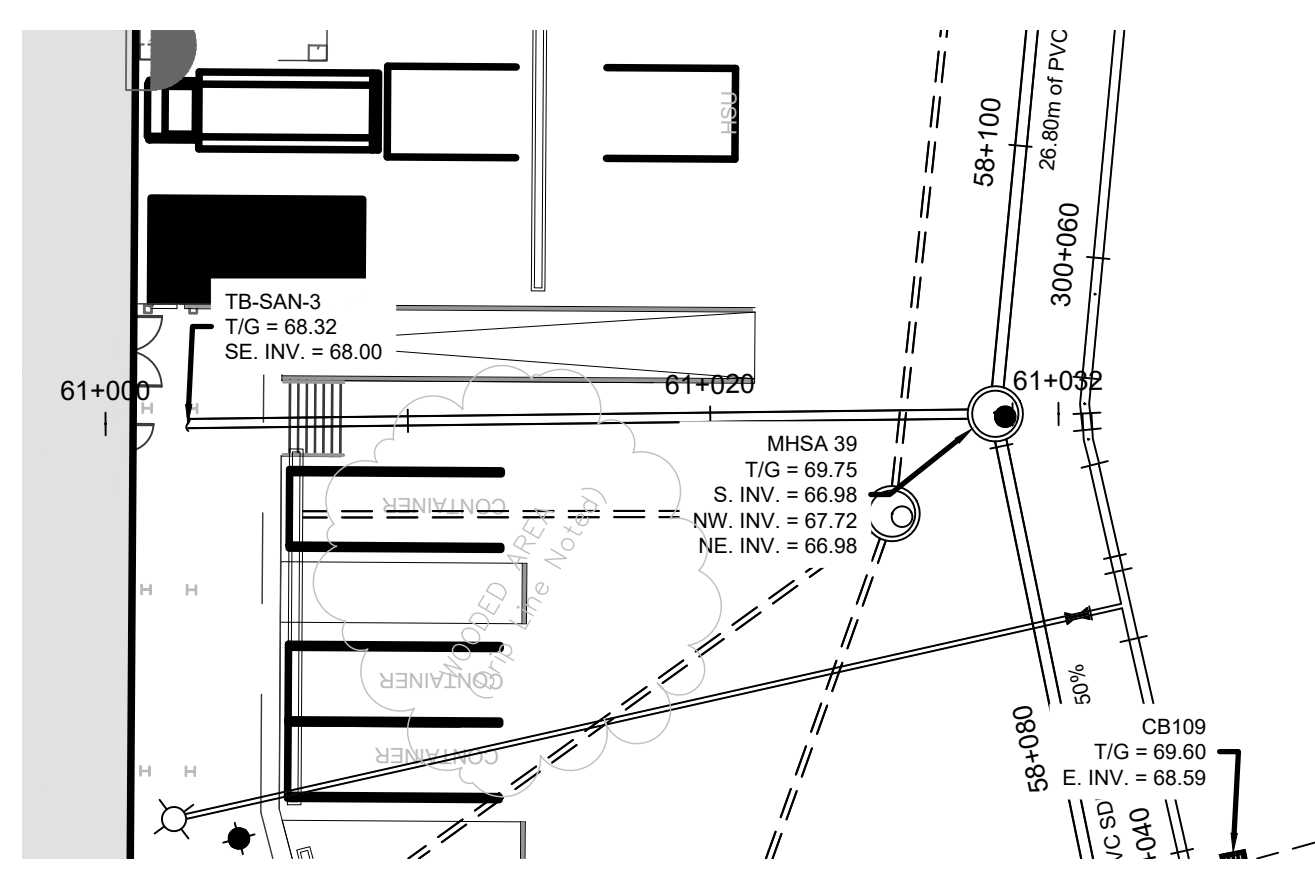 26.80m of PVC
58+100
HSU
300+060
TB-SAN-3
T/G = 68.32
SE. INV. = 68.00
61+000
61+020
61+032
MHSA 39
T/G = 69.75
S. INV. = 66.98
NW. INV. = 67.72
NE. INV. = 66.98
CONTAINER
WOODED AREA
(Drip Line Noted)
CONTAINER
CONTAINER
50%
58+080
CB109
T/G = 69.60
E. INV. = 68.59
VC SD
+040